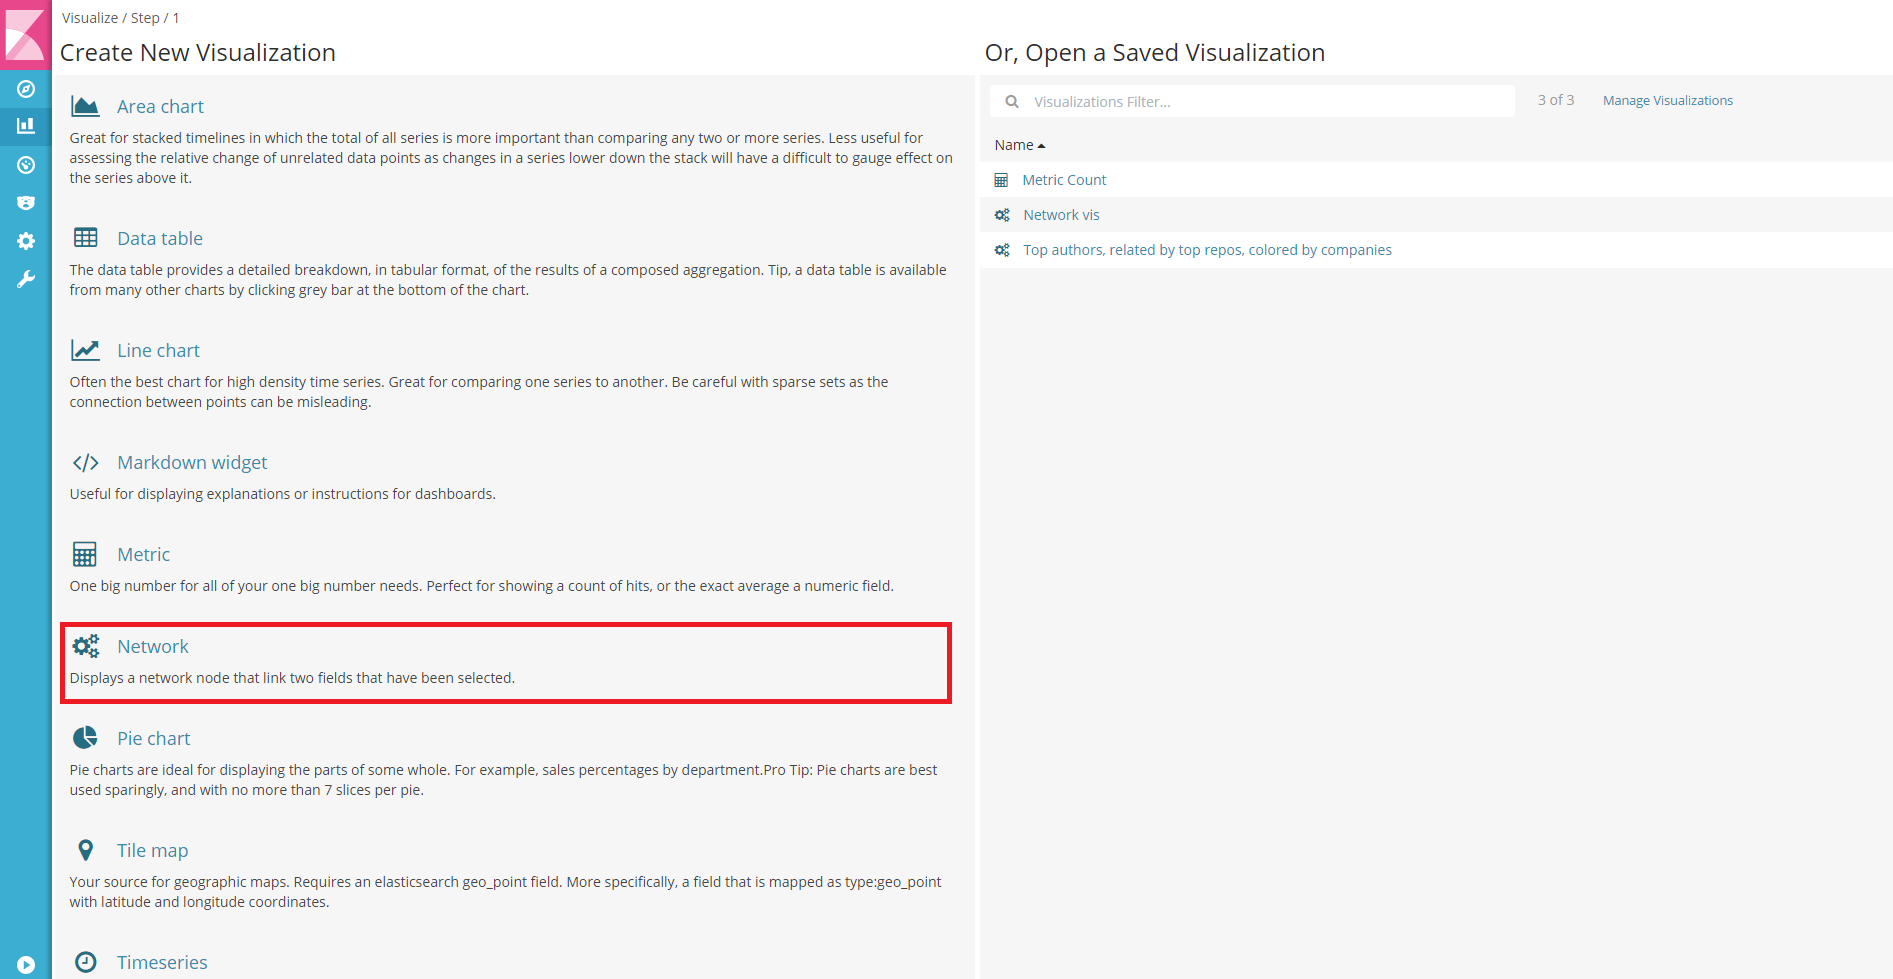 Visualize / Step / 1
Create New Visualization
Area chart
Great for stacked timelines in which the total of all series is more important than comparing any two or more series. Less useful for
assessing the relative change of unrelated data points as changes in a series lower down the stack will have a difficult to gauge effect on
the series above it.
Data table
The data table provides a detailed breakdown, in tabular format, of the results of a composed aggregation. Tip, a data table is available
from many other charts by clicking grey bar at the bottom of the chart.
Line chart
Often the best chart for high density time series. Great for comparing one series to another. Be careful with sparse sets as the
connection between points can be misleading.
Markdown widget
Useful for displaying explanations or instructions for dashboards.
Metric
One big number for all of your one big number needs. Perfect for showing a count of hits, or the exact average a numeric field.
Network
Displays a network node that link two fields that have been selected.
Pie chart
Pie charts are ideal for displaying the parts of some whole. For example, sales percentages by department.Pro Tip: Pie charts are best
used sparingly, and with no more than 7 slices per pie.
Tile map
Your source for geographic maps. Requires an elasticsearch geo_point field. More specifically, a field that is mapped as type:geo_point
with latitude and longitude coordinates.
Timeseries
Or, Open a Saved Visualization
Visualizations Filter...
3 of 3
Manage Visualizations
Name
Metric Count
Network vis
Top authors, related by top repos, colored by companies